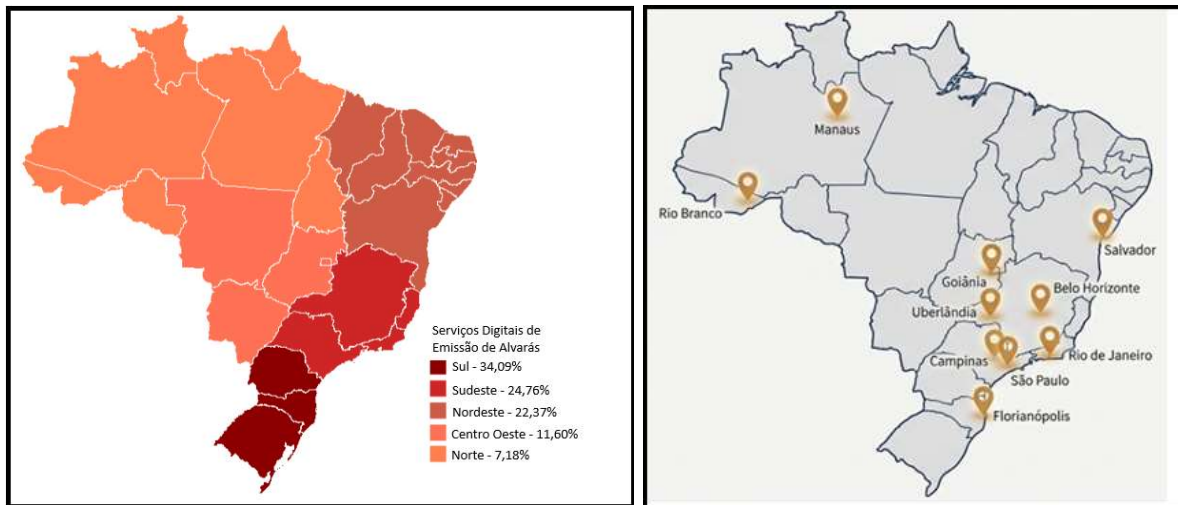 Serviços Digitais de
Emissão de Alvarás
Sul - 34,09%
Sudeste - 24,76%
Nordeste - 22,37%
Centro Oeste - 11,60%
Norte - 7,18%
Manaus
Rio Branco
Salvador
Goiânia
Belo Horizonte
Uberlândia
Campinas
Rio de Janeiro
São Paulo
Florianópolis